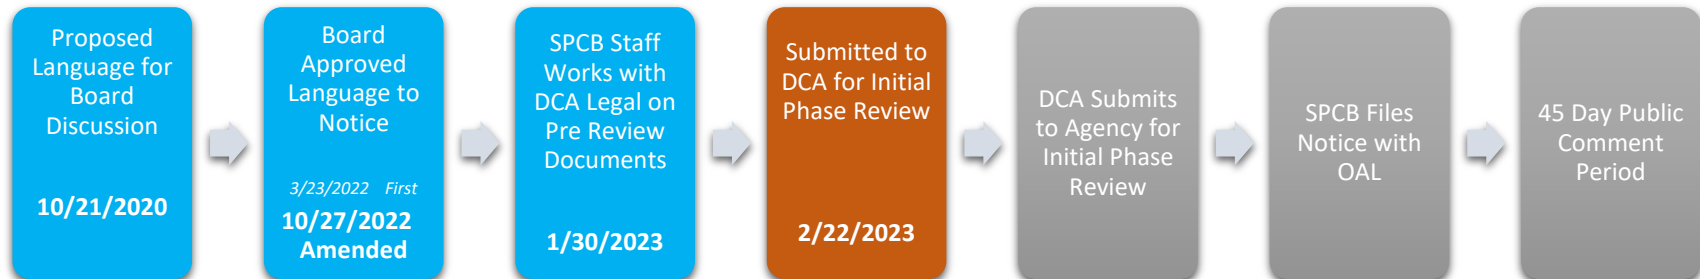 Proposed
Language for
Board
Discussion
10/21/2020
Board
Approved
Language to
Notice
3/23/2022 First
10/27/2022
Amended
SPCB Staff
Works with
DCA Legal on
Pre Review
Documents
1/30/2023
Submitted to
DCA for Initial
Phase Review
2/22/2023
DCA Submits
to Agency for
Initial Phase
Review
SPCB Files
Notice with
OAL
45 Day Public
Comment
Period